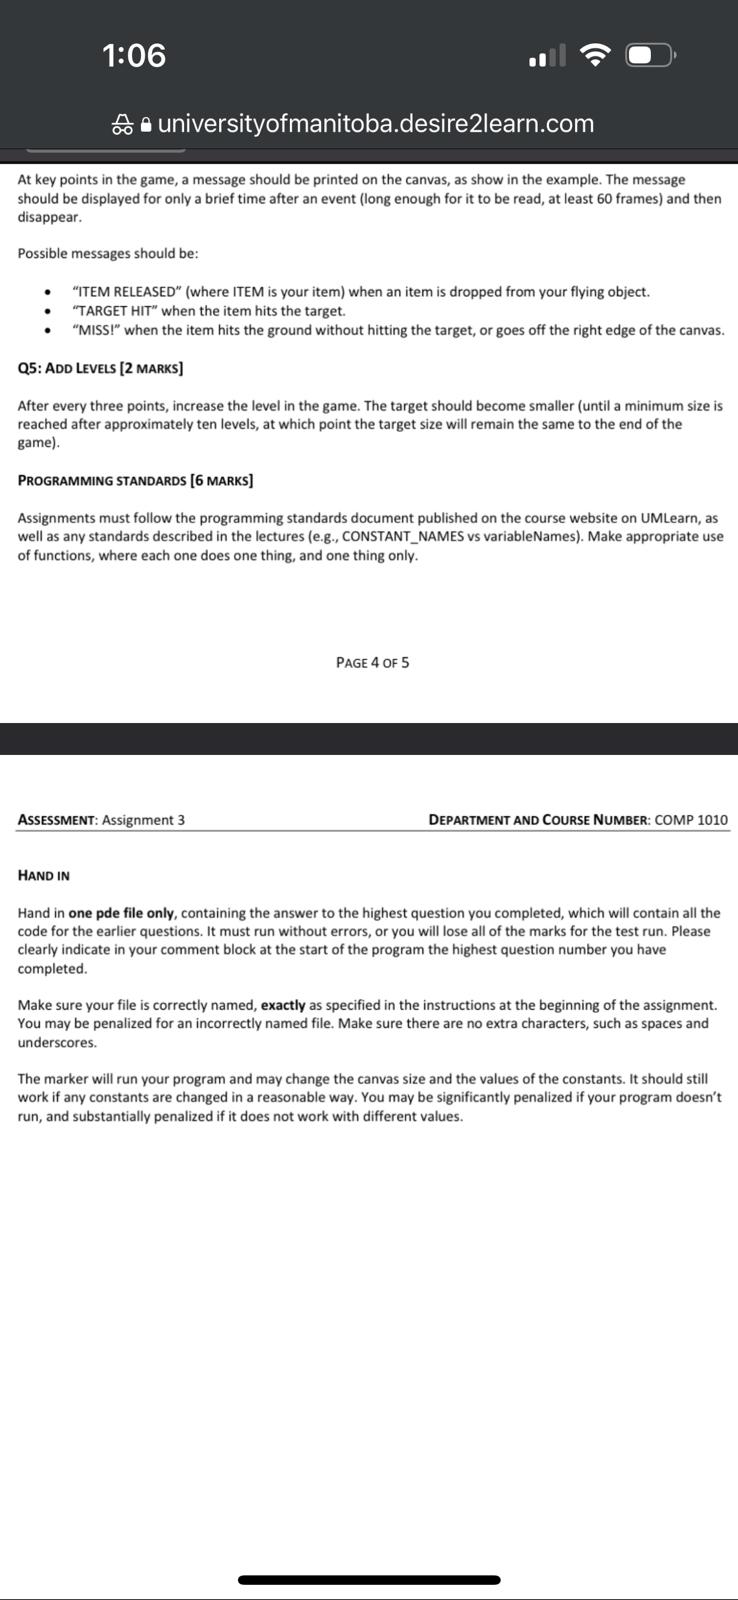 1:06
universityofmanitoba.desire2learn.com
At key points in the game, a message should be printed on the canvas, as show in the example. The message
should be displayed for only a brief time after an event (long enough for it to be read, at least 60 frames) and then
disappear.
Possible messages should be:
• “ITEM RELEASED” (where ITEM is your item) when an item is dropped from your flying object.
• “TARGET HIT” when the item hits the target.
• “MISS!” when the item hits the ground without hitting the target, or goes off the right edge of the canvas.
Q5: ADD LEVELS [2 MARKS]
After every three points, increase the level in the game. The target should become smaller (until a minimum size is
reached after approximately ten levels, at which point the target size will remain the same to the end of the
game).
PROGRAMMING STANDARDS [6 MARKS]
Assignments must follow the programming standards document published on the course website on UMLearn, as
well as any standards described in the lectures (e.g., CONSTANT_NAMES vs variableNames). Make appropriate use
of functions, where each one does one thing, and one thing only.
PAGE 4 OF 5
ASSESSMENT: Assignment 3 DEPARTMENT AND COURSE NUMBER: COMP 1010
HAND IN
Hand in one pde file only, containing the answer to the highest question you completed, which will contain all the
code for the earlier questions. It must run without errors, or you will lose all of the marks for the test run. Please
clearly indicate in your comment block at the start of the program the highest question number you have
completed.
Make sure your file is correctly named, exactly as specified in the instructions at the beginning of the assignment.
You may be penalized for an incorrectly named file. Make sure there are no extra characters, such as spaces and
underscores.
The marker will run your program and may change the canvas size and the values of the constants. It should still
work if any constants are changed in a reasonable way. You may be significantly penalized if your program doesn’t
run, and substantially penalized if it does not work with different values.